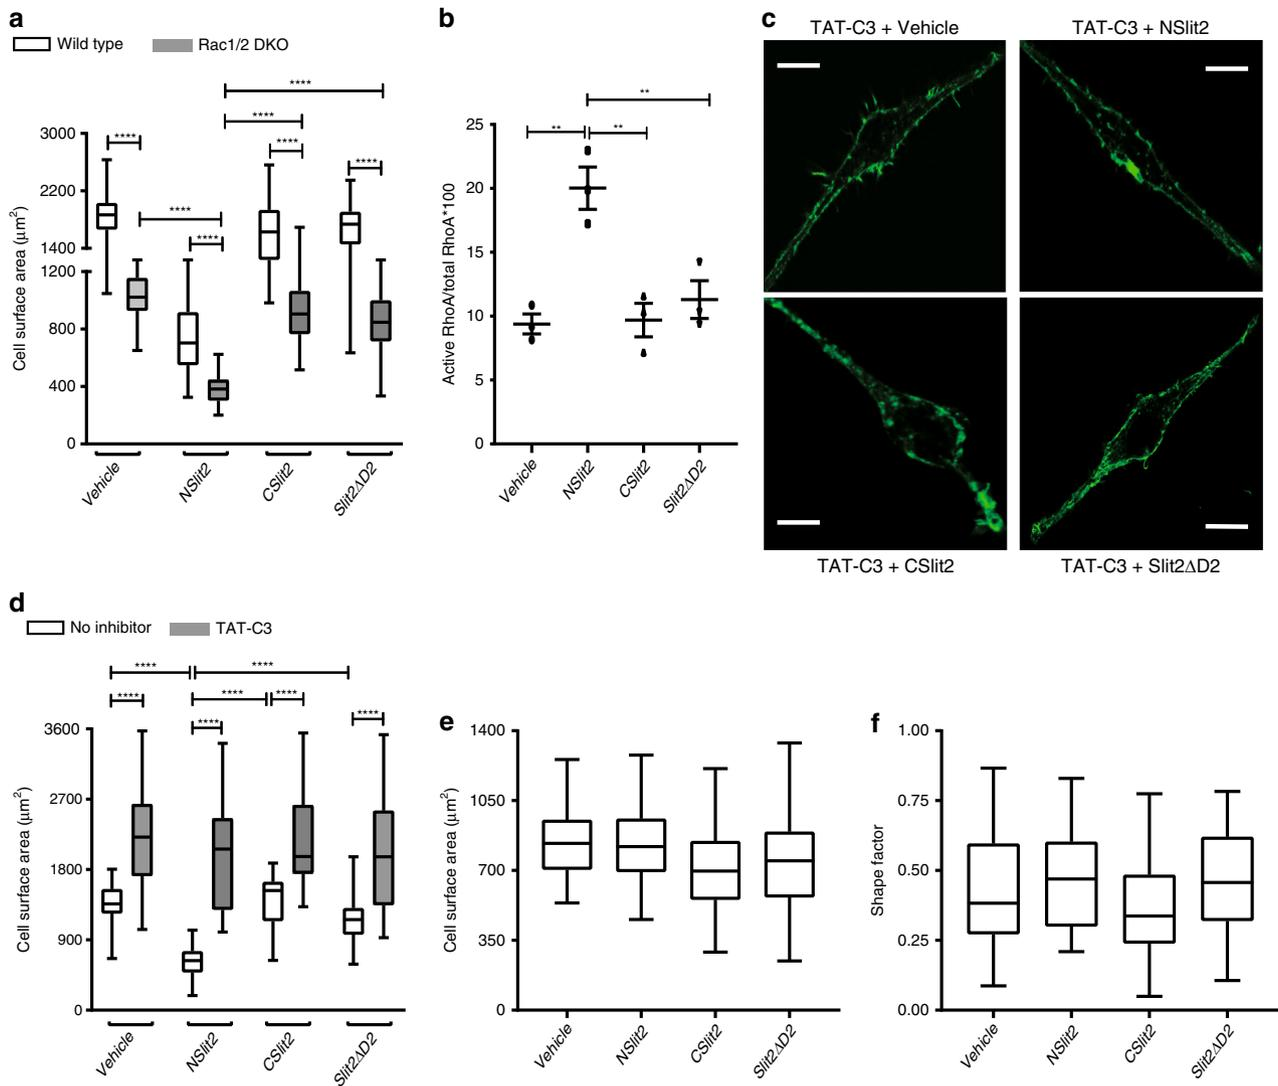 a
Wild type
Rac1/2 DKO
****
****
****
****
****
****
****
3000
2200
1400
1200
800
400
0
Cell surface area (μm²)
Vehicle
NSlit2
CSlit2
Slit2ΔD2
b
**
**
**
25
20
15
10
5
0
Active RhoA/total RhoA*100
Vehicle
NSlit2
CSlit2
Slit2ΔD2
c
TAT-C3 + Vehicle
TAT-C3 + NSlit2
TAT-C3 + CSlit2
TAT-C3 + Slit2ΔD2
d
No inhibitor
TAT-C3
****
****
****
****
****
****
****
3600
2700
1800
900
0
Cell surface area (μm²)
Vehicle
NSlit2
CSlit2
Slit2ΔD2
e
1400
1050
700
350
0
Cell surface area (μm²)
Vehicle
NSlit2
CSlit2
Slit2ΔD2
f
1.00
0.75
0.50
0.25
0.00
Shape factor
Vehicle
NSlit2
CSlit2
Slit2ΔD2